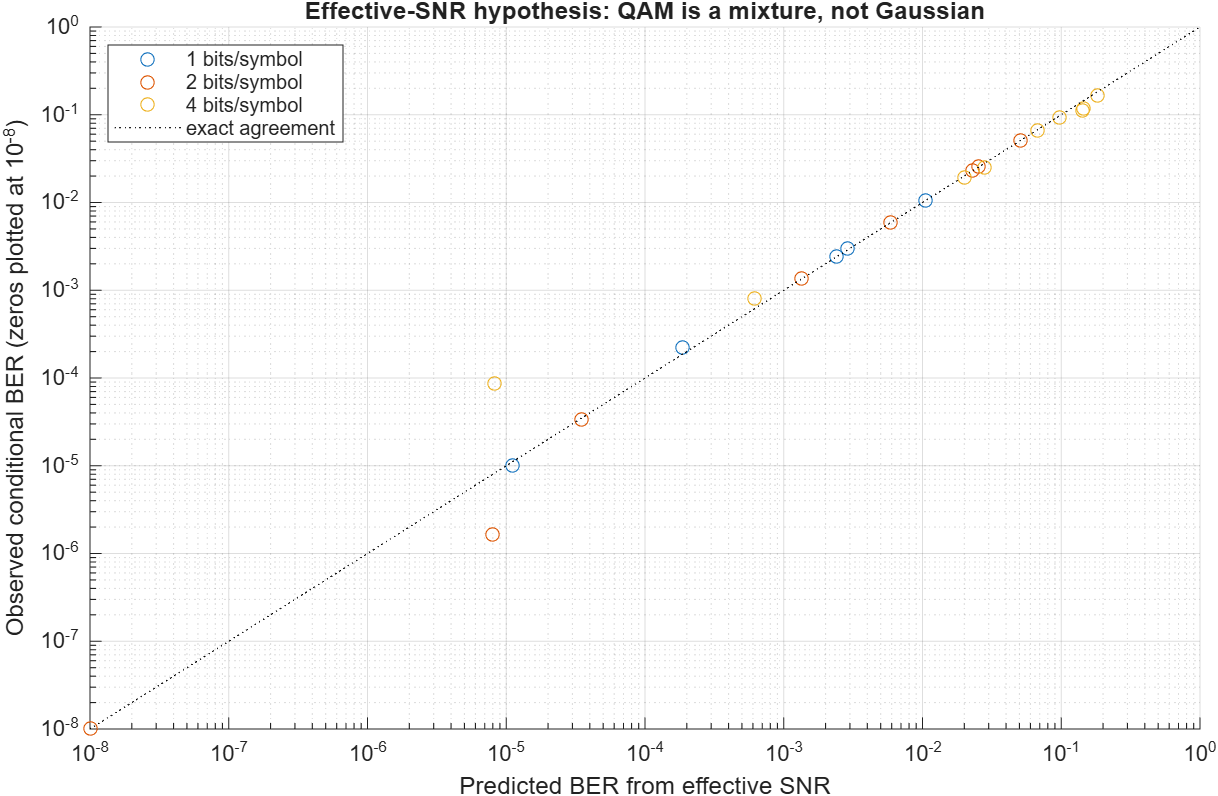 Effective-SNR hypothesis: QAM is a mixture, not Gaussian
1 bits/symbol
2 bits/symbol
4 bits/symbol
exact agreement
Observed conditional BER (zeros plotted at 10^-8)
10^0
10^-1
10^-2
10^-3
10^-4
10^-5
10^-6
10^-7
10^-8
10^-8 10^-7 10^-6 10^-5 10^-4 10^-3 10^-2 10^-1 10^0
Predicted BER from effective SNR